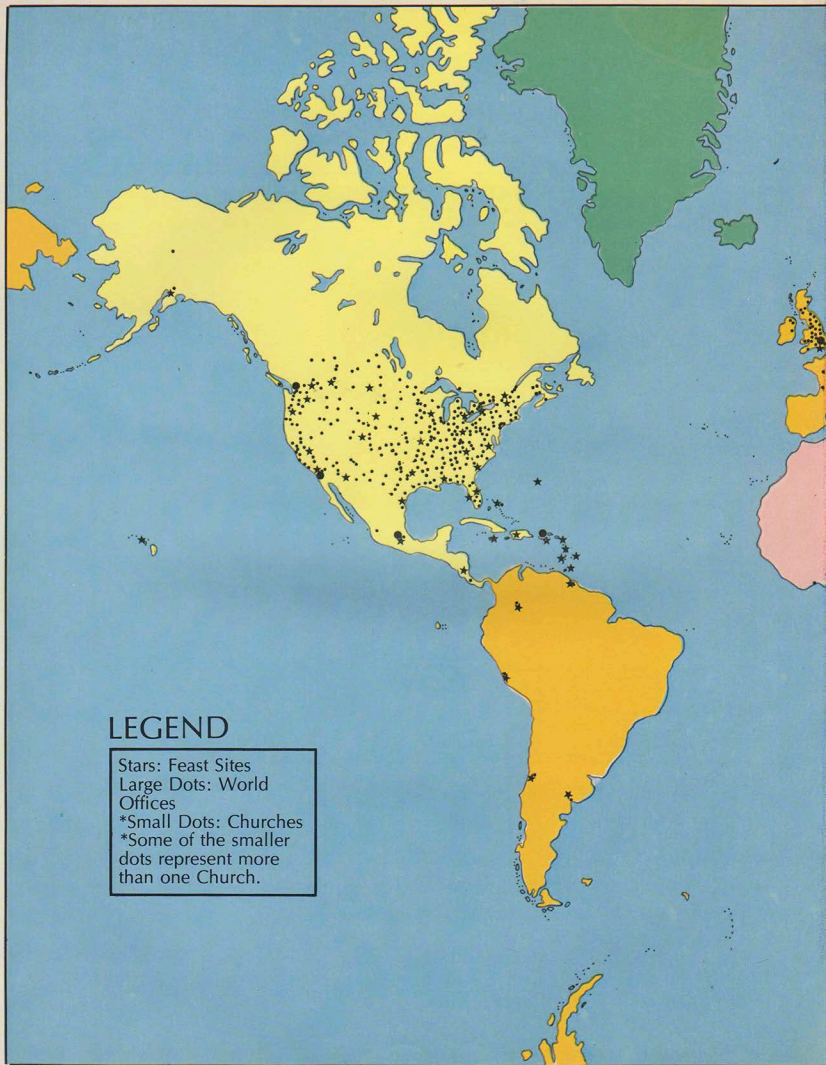 LEGEND
Stars: Feast Sites
Large Dots: World
Offices
*Small Dots: Churches
*Some of the smaller
dots represent more
than one Church.